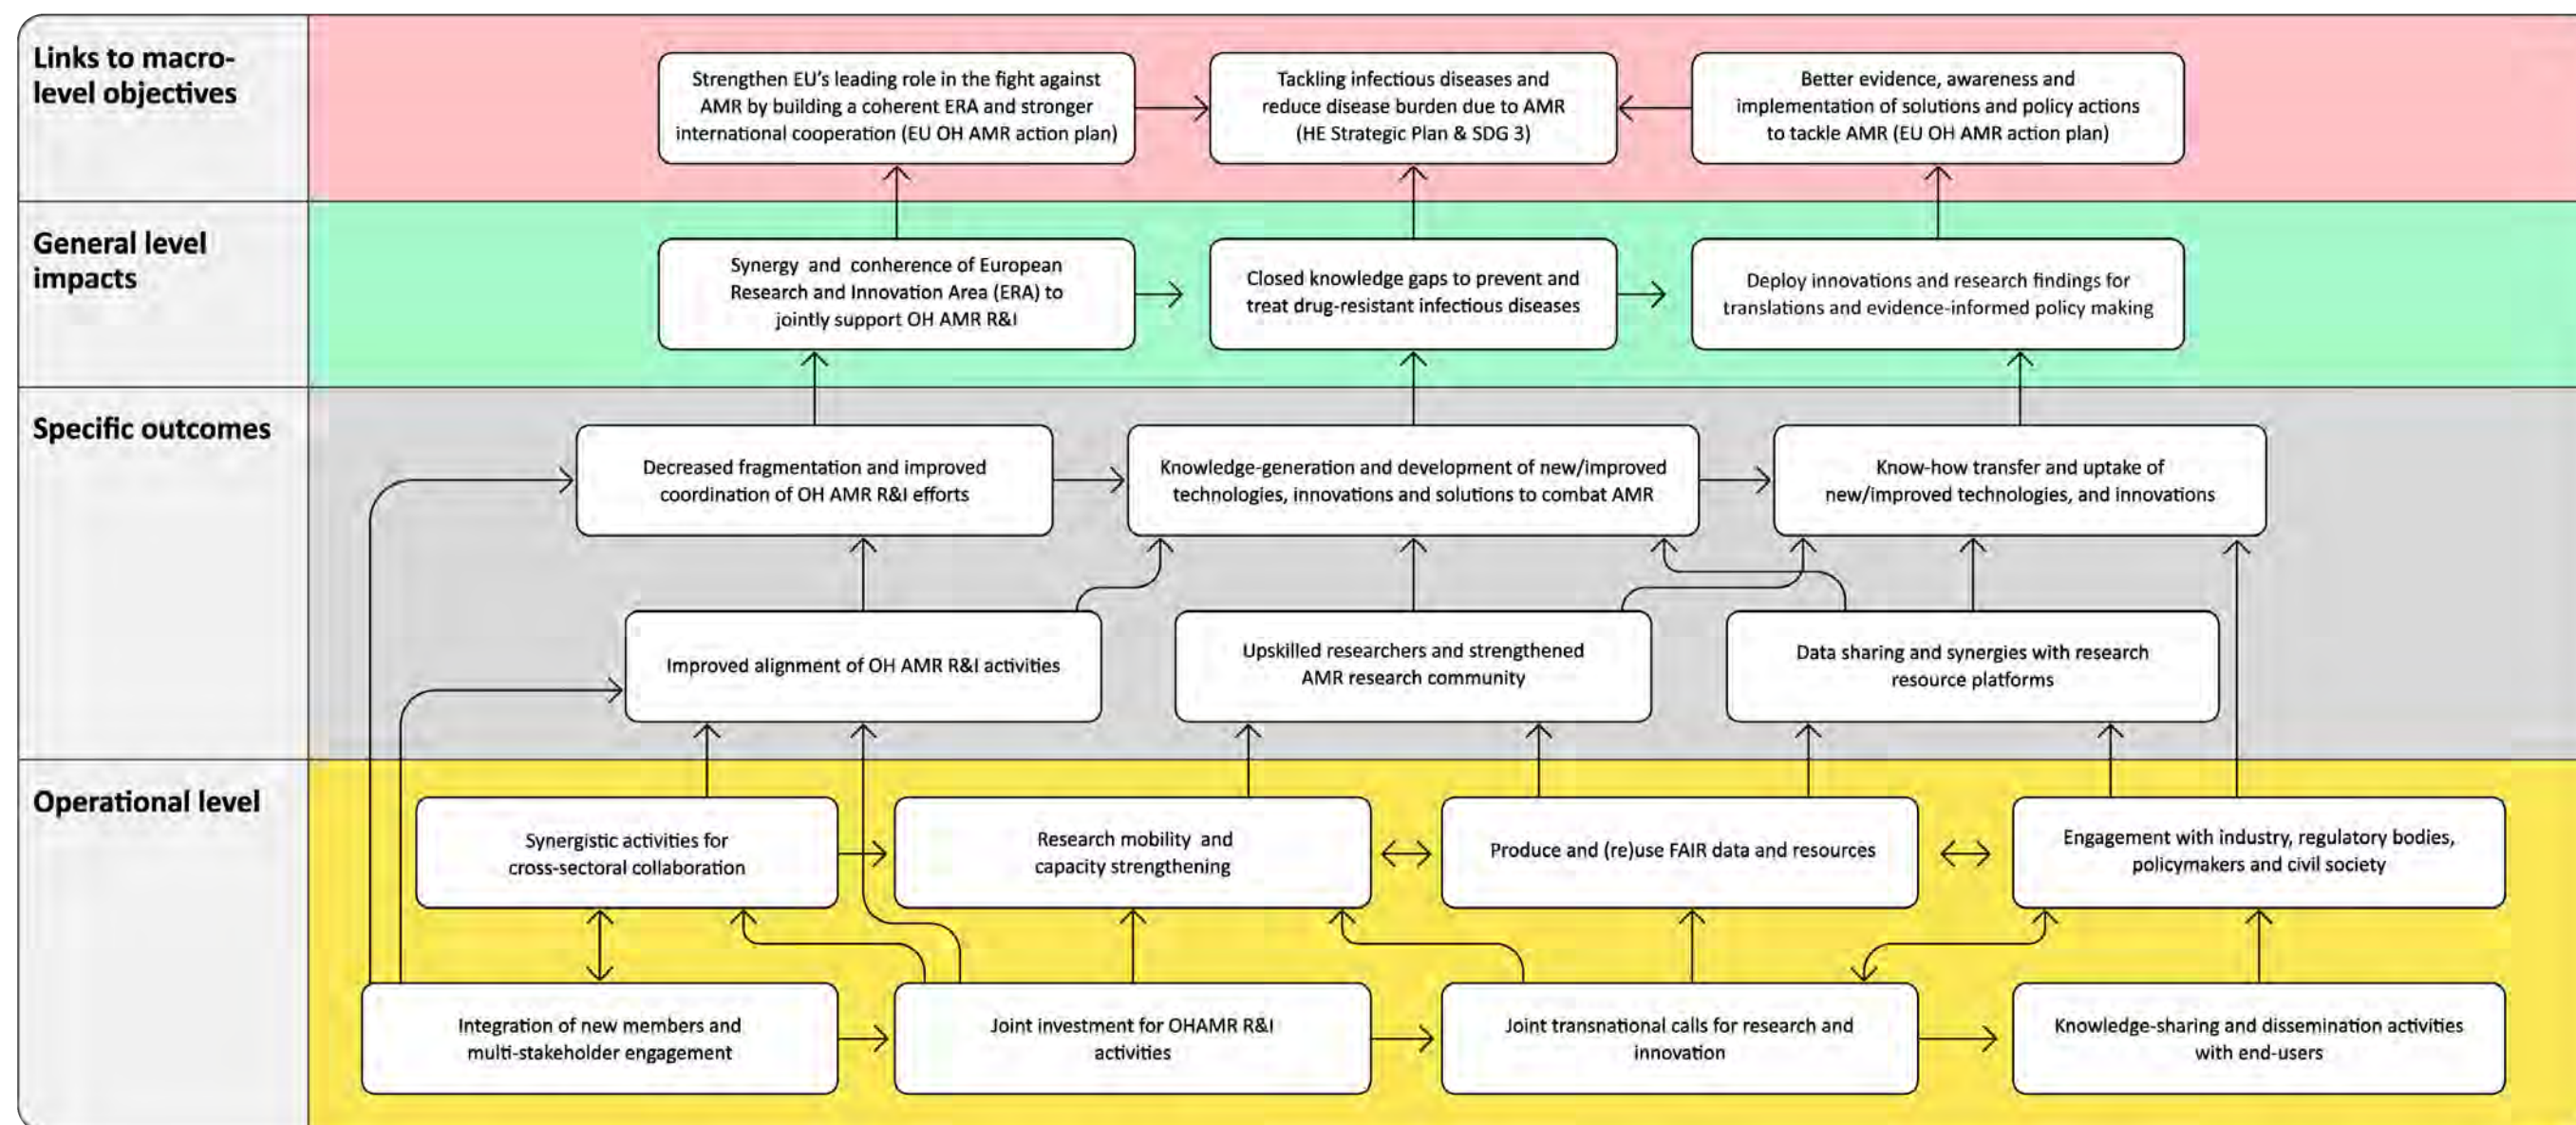 Links to macro-
level objectives
Strengthen EU's leading role in the fight against
AMR by building a coherent ERA and stronger
international cooperation (EU OH AMR action plan)
Tackling infectious diseases and
reduce disease burden due to AMR
(HE Strategic Plan & SDG 3)
Better evidence, awareness and
implementation of solutions and policy actions
to tackle AMR (EU OH AMR action plan)
General level
impacts
Synergy and conherence of European
Research and Innovation Area (ERA) to
jointly support OH AMR R&I
Closed knowledge gaps to prevent and
treat drug-resistant infectious diseases
Deploy innovations and research findings for
translations and evidence-informed policy making
Specific outcomes
Decreased fragmentation and improved
coordination of OH AMR R&I efforts
Knowledge-generation and development of new/improved
technologies, innovations and solutions to combat AMR
Know-how transfer and uptake of
new/improved technologies, and innovations
Improved alignment of OH AMR R&I activities
Upskilled researchers and strengthened
AMR research community
Data sharing and synergies with research
resource platforms
Operational level
Synergistic activities for
cross-sectoral collaboration
Research mobility and
capacity strengthening
Produce and (re)use FAIR data and resources
Engagement with industry, regulatory bodies,
policymakers and civil society
Integration of new members and
multi-stakeholder engagement
Joint investment for OHAMR R&I
activities
Joint transnational calls for research and
innovation
Knowledge-sharing and dissemination activities
with end-users